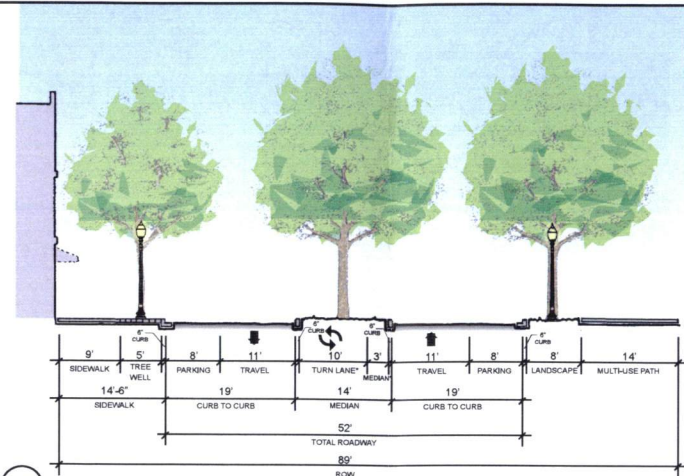 6" CURB
6" CURB
6" CURB
6" CURB
9' 5' 8' 11' 10' 3' 11' 8' 8' 14'
SIDEWALK TREE WELL PARKING TRAVEL TURN LANE* MEDIAN* TRAVEL PARKING LANDSCAPE MULTI-USE PATH
14'-6" 19' 14' 19'
SIDEWALK CURB TO CURB MEDIAN CURB TO CURB
52'
TOTAL ROADWAY
89'
ROW